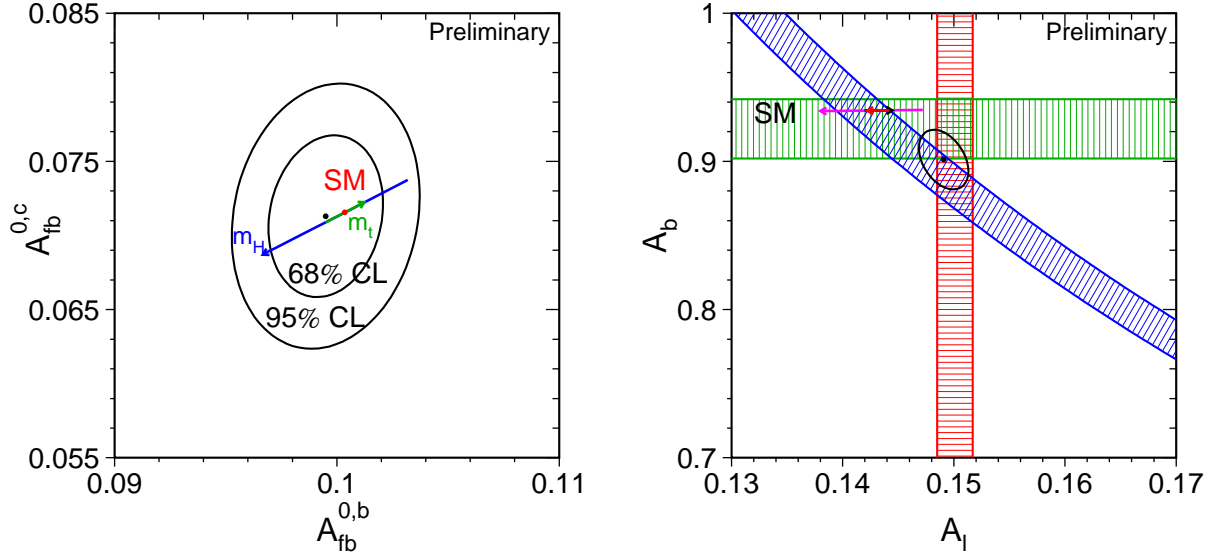 Preliminary
0.085
0.075
0.065
0.055
A_fb^0,c
SM
m_t
m_H
68% CL
95% CL
0.09 0.1 0.11
A_fb^0,b
Preliminary
1
0.9
0.8
0.7
A_b
SM
0.13 0.14 0.15 0.16 0.17
A_l